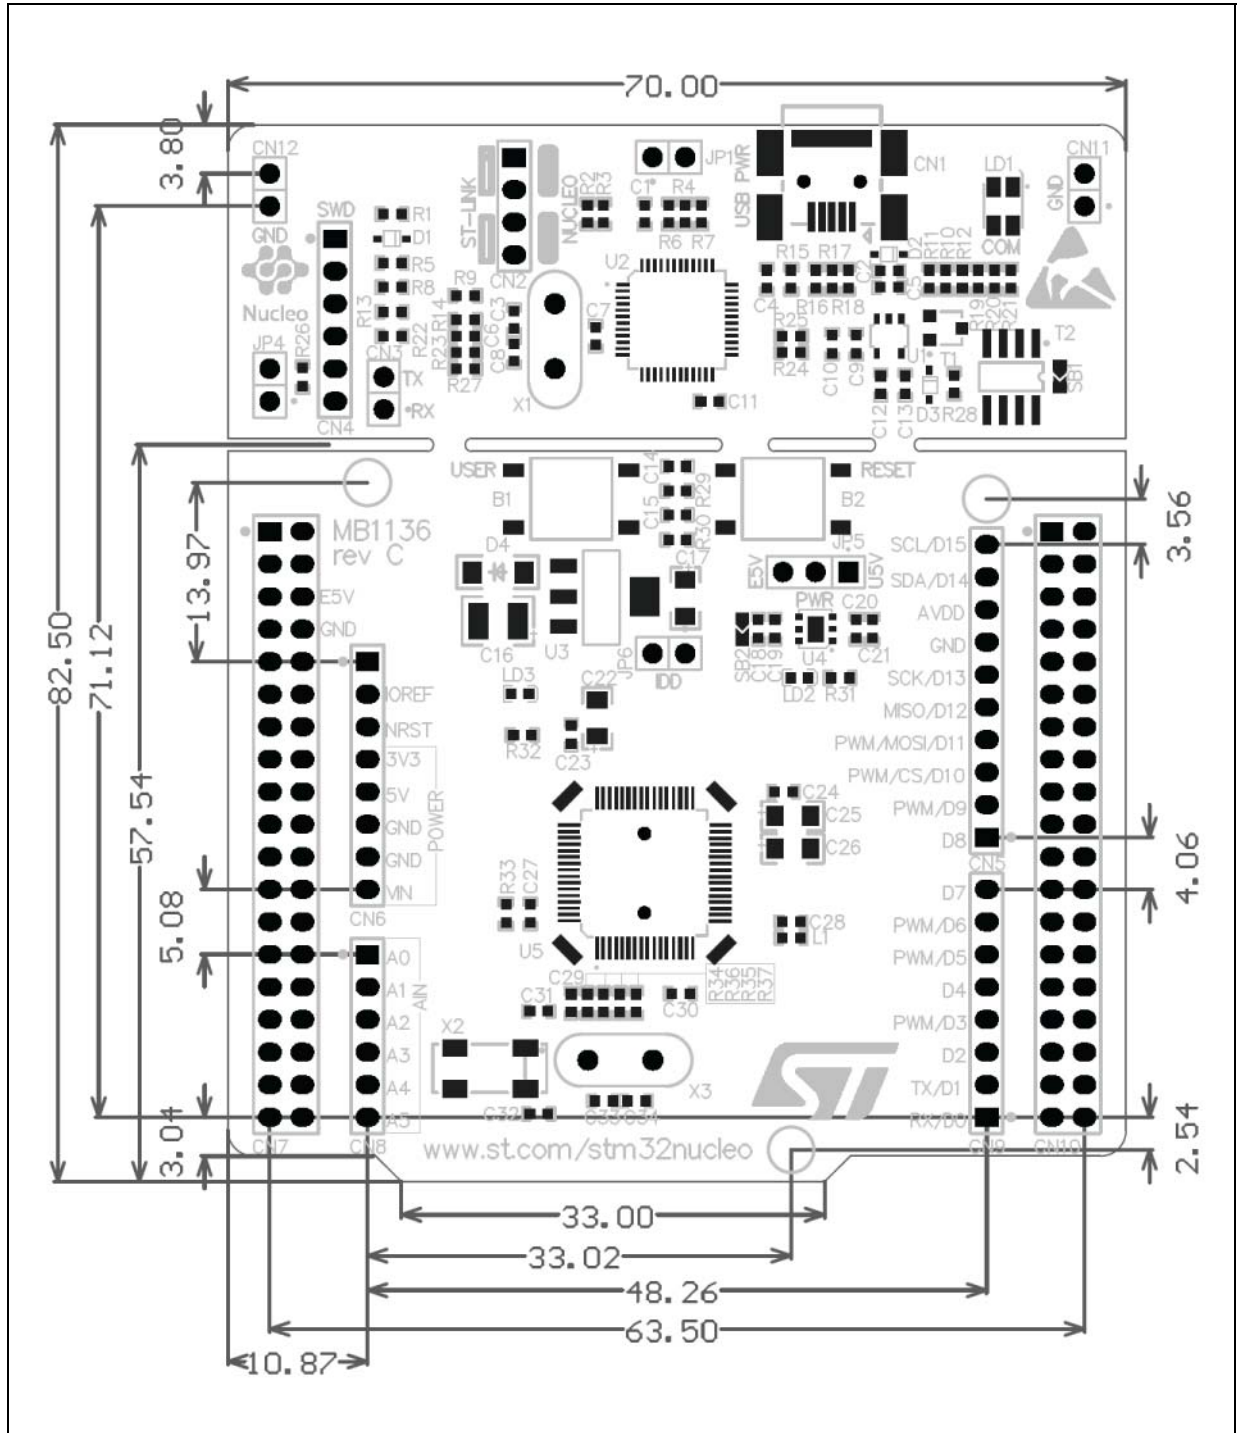 70.00
3.80
CN12
JP1
CN1
LD1
CN11
USB PWR
GND
SWD
ST-LINK
NUCLEO
R2
R3
C1
R4
R1
D1
GND
R6
R7
COM
R5
R8
R9
CN2
U2
R15
R17
C2
D2
R11
R10
R12
Nucleo
R13
R14
C3
C7
C4
R16
R18
C5
R19
R20
R21
JP4
R26
CN3
R22
R23
C6
C8
R25
R24
C10
C9
U1
T1
T2
SB1
TX
RX
R27
X1
C11
C12
C13
D3
R28
CN4
USER
B1
C14
C15
R29
R30
B2
RESET
3.56
MB1136
rev C
D4
C17
JP5
E5V
U5V
SCL/D15
SDA/D14
13.97
E5V
GND
PWR
C20
AVDD
GND
C16
U3
JP6
IDD
SB2
C18
C19
U4
C21
82.50
71.12
IOREF
NRST
LD3
C22
LD2
R31
SCK/D13
MISO/D12
3V3
5V
GND
GND
VIN
POWER
R32
C23
PWM/MOSI/D11
PWM/CS/D10
PWM/D9
D8
57.54
C24
C25
C26
4.06
CN5
5.08
CN6
R33
C27
U5
C28
L1
D7
PWM/D6
PWM/D5
D4
PWM/D3
D2
TX/D1
RX/D0
A0
A1
A2
A3
A4
A5
AIN
C29
C31
C30
R34
R36
R35
R37
X2
X3
C32
C33
C34
ST
3.04
CN7
CN8
www.st.com/stm32nucleo
CN9
CN10
2.54
33.00
33.02
48.26
63.50
10.87